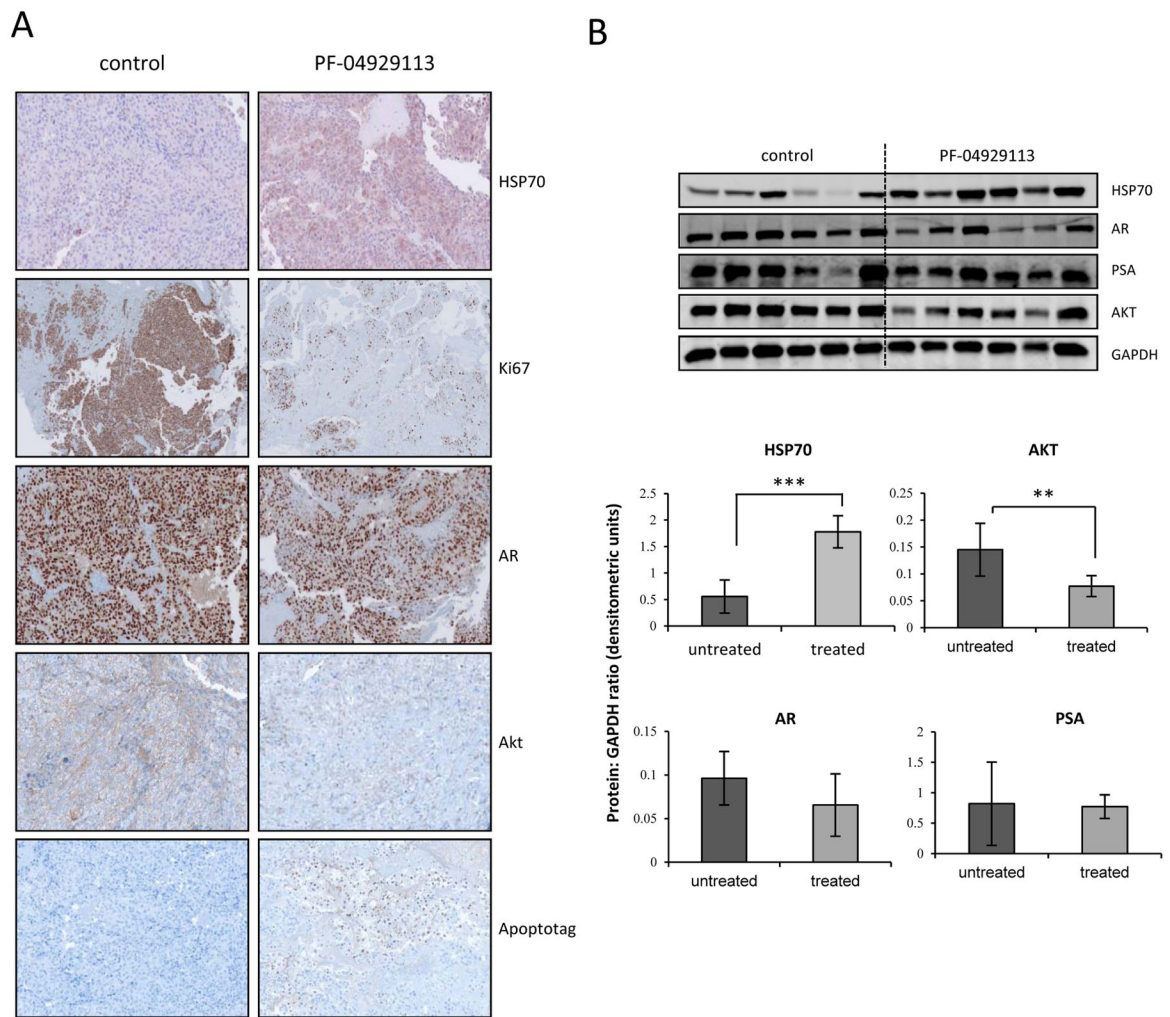 A
control PF-04929113
HSP70
Ki67
AR
Akt
Apoptotag
B
control PF-04929113
HSP70
AR
PSA
AKT
GAPDH
Protein: GAPDH ratio (densitometric units)
HSP70
***
2.5
2
1.5
1
0.5
0
untreated treated
AKT
**
0.25
0.2
0.15
0.1
0.05
0
untreated treated
AR
0.15
0.1
0.05
0
untreated treated
PSA
2
1.5
1
0.5
0
untreated treated